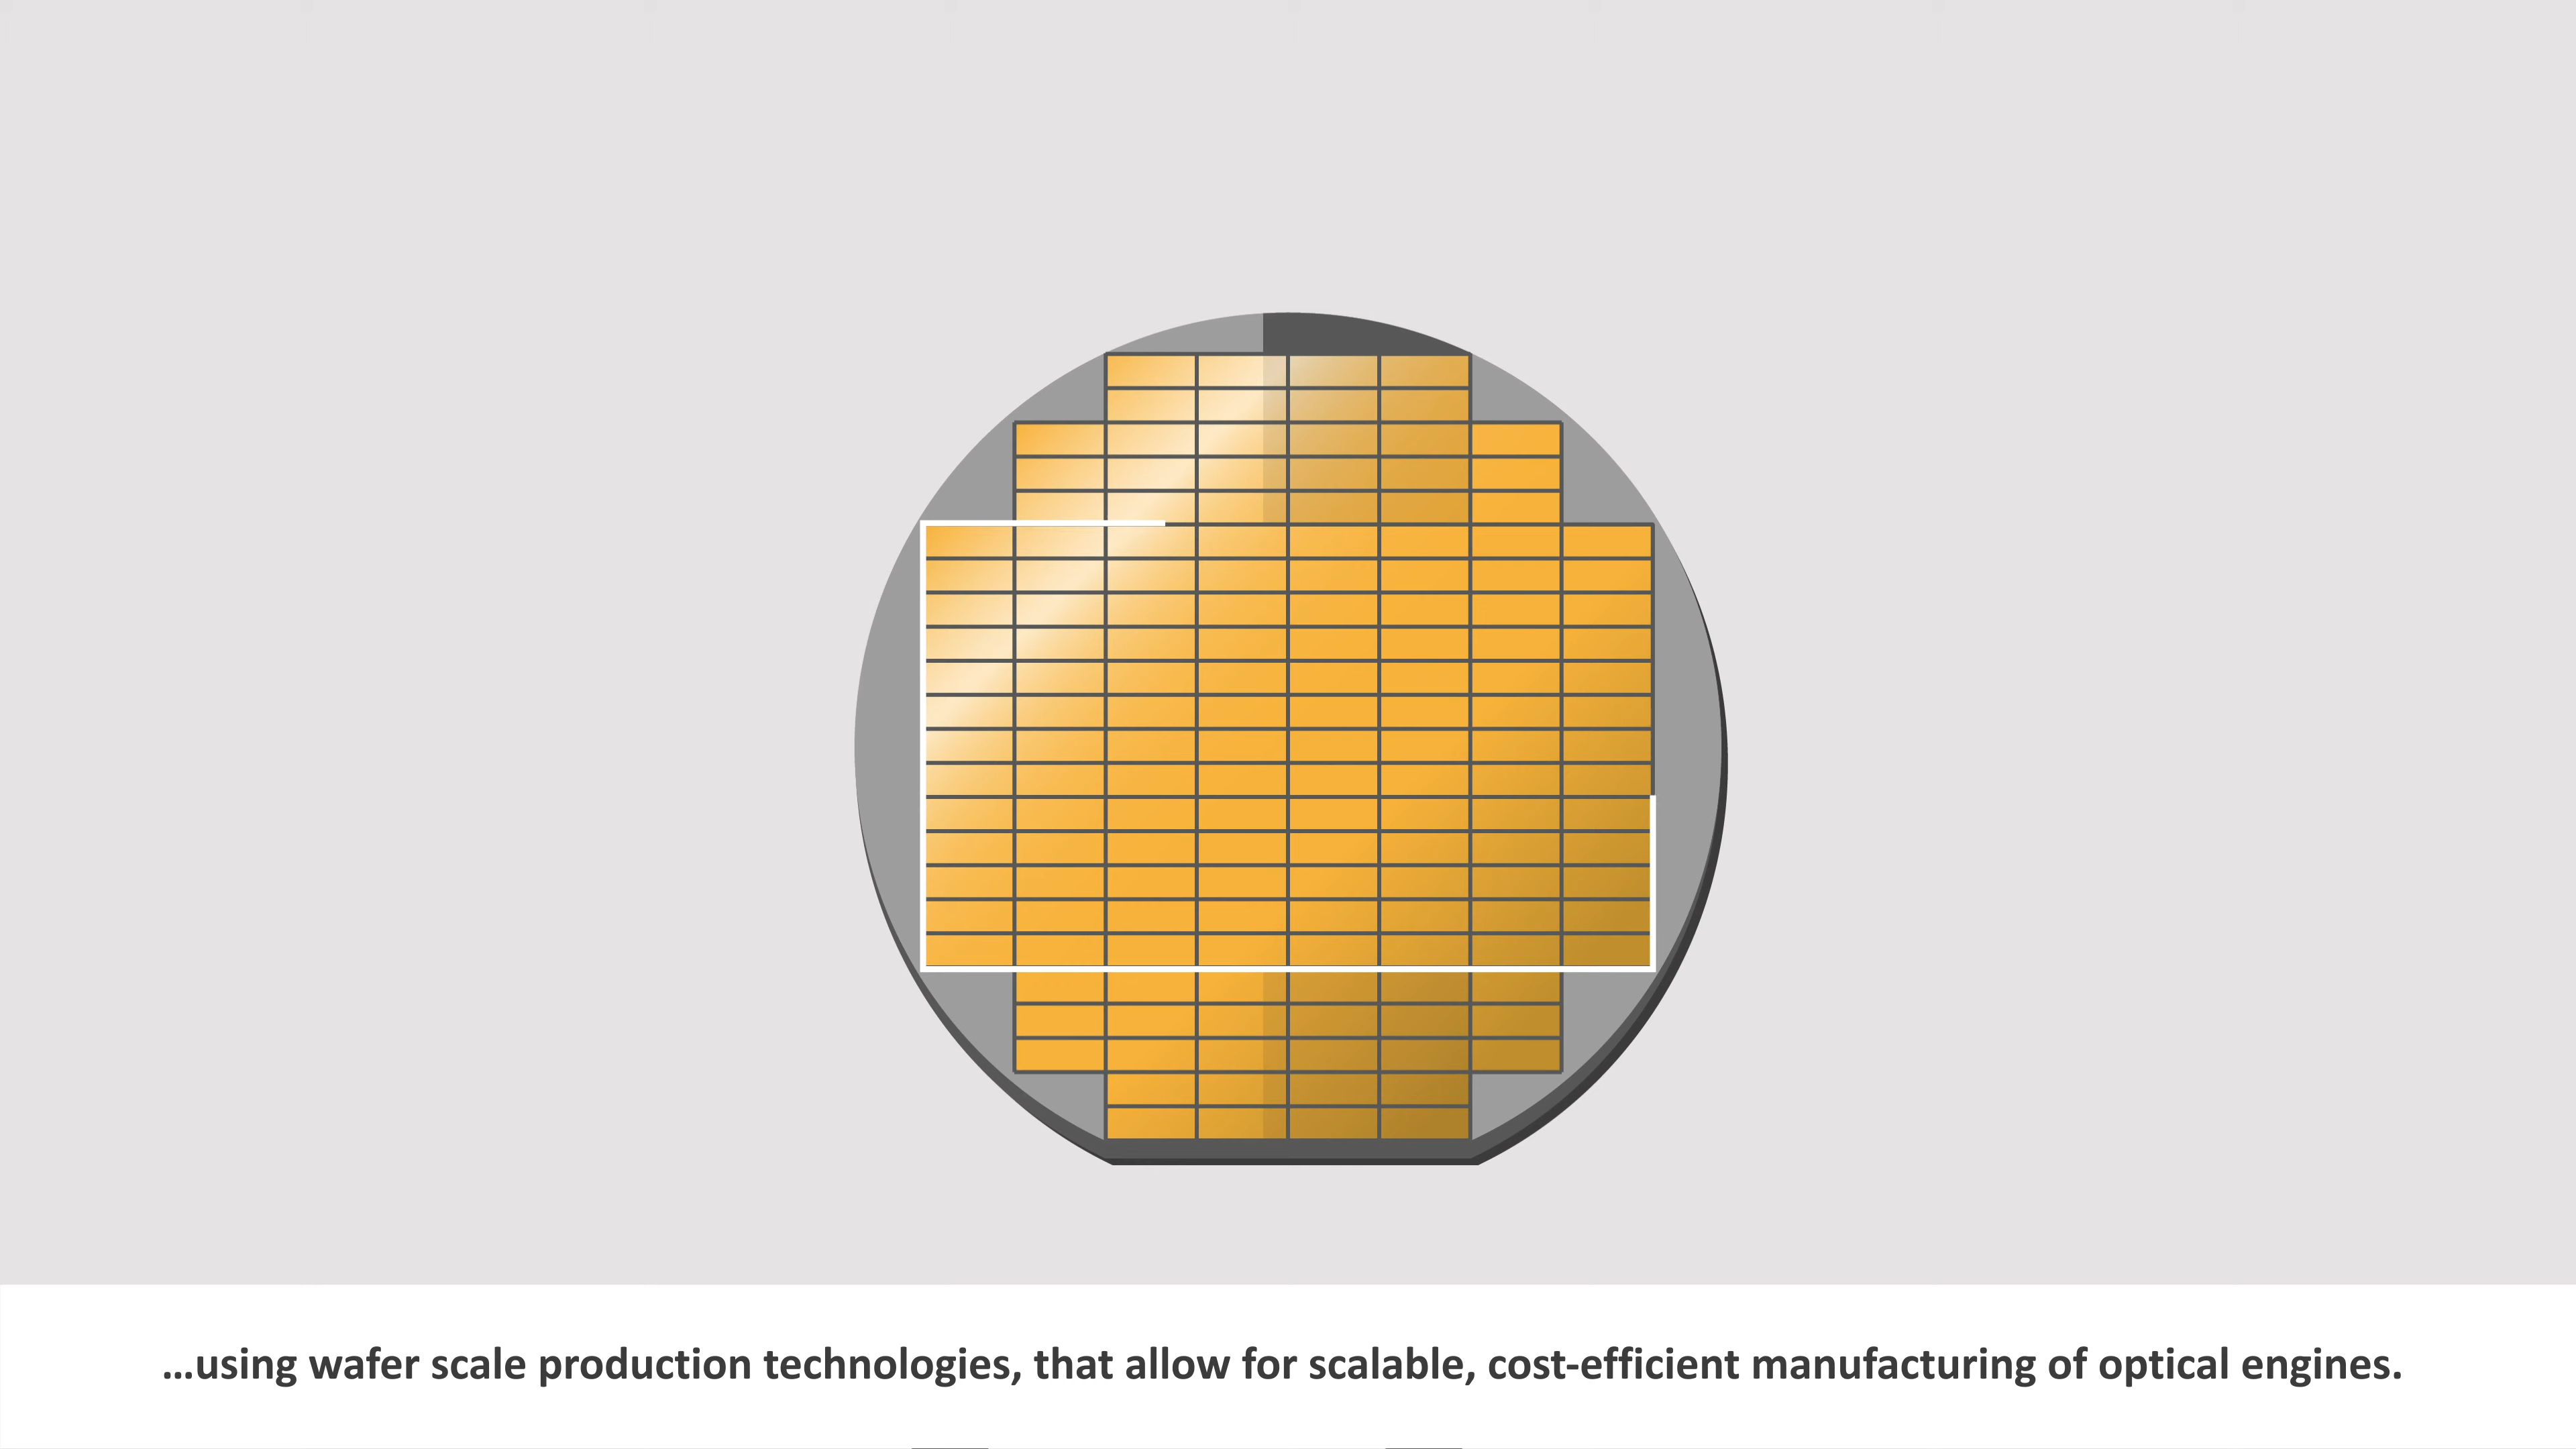 ...using wafer scale production technologies, that allow for scalable, cost-efficient manufacturing of optical engines.